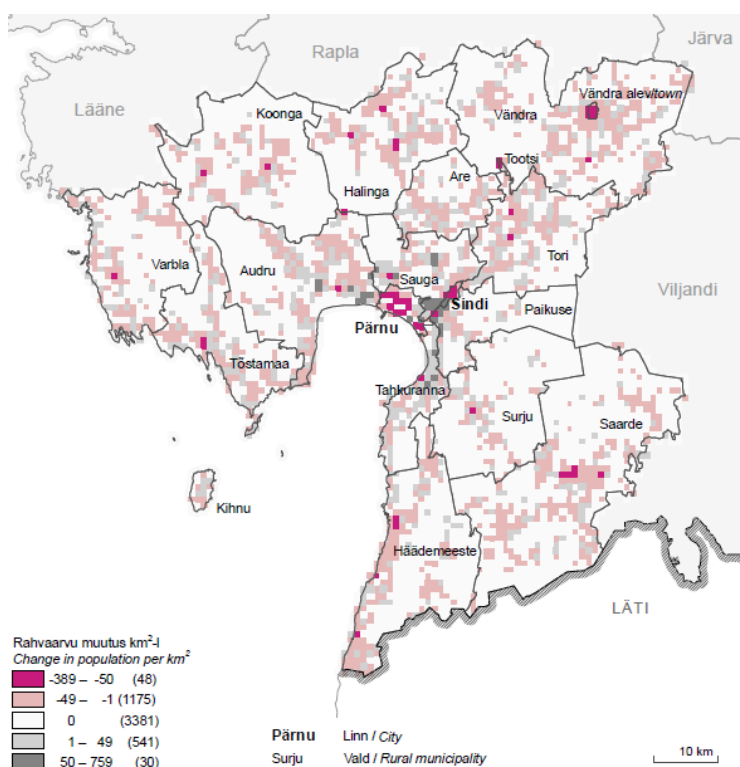 Järva
Rapla
Lääne
Vändra alev/town
Koonga
Vändra
Tootsi
Are
Halinga
Tori
Varbla
Audru
Sauga
Viljandi
Sindi
Paikuse
Pärnu
Tõstamaa
Tahkuranna
Surju
Saarde
Kihnu
Häädemeeste
LÄTI
Rahvaarvu muutus km²-l
Change in population per km²
-389 – -50 (48)
-49 – -1 (1175)
0 (3381)
1 – 49 (541)
50 – 759 (30)
Pärnu Linn / City
Surju Vald / Rural municipality
10 km